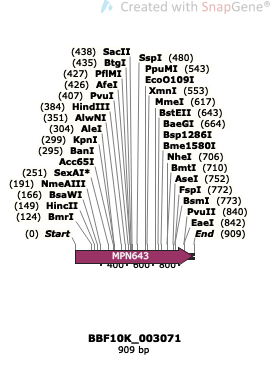 Created with SnapGene®
(438) SacII
(435) BtgI
(427) PflMI
(426) AfeI
(407) PvuI
(384) HindIII
(351) AlwNI
(304) AleI
(299) KpnI
(295) BanI
Acc65I
(251) SexAI*
(191) NmeAIII
(166) BsaWI
(149) HincII
(124) BmrI
(0) Start
SspI (480)
PpuMI (543)
EcoO109I
XmnI (553)
MmeI (617)
BstEII (643)
BaeGI (664)
Bsp1286I
Bme1580I
NheI (706)
BmtI (710)
AseI (752)
FspI (772)
BsmI (773)
PvuII (840)
EaeI (842)
End (909)
MPN643
400 600 800
BBF10K_003071
909 bp